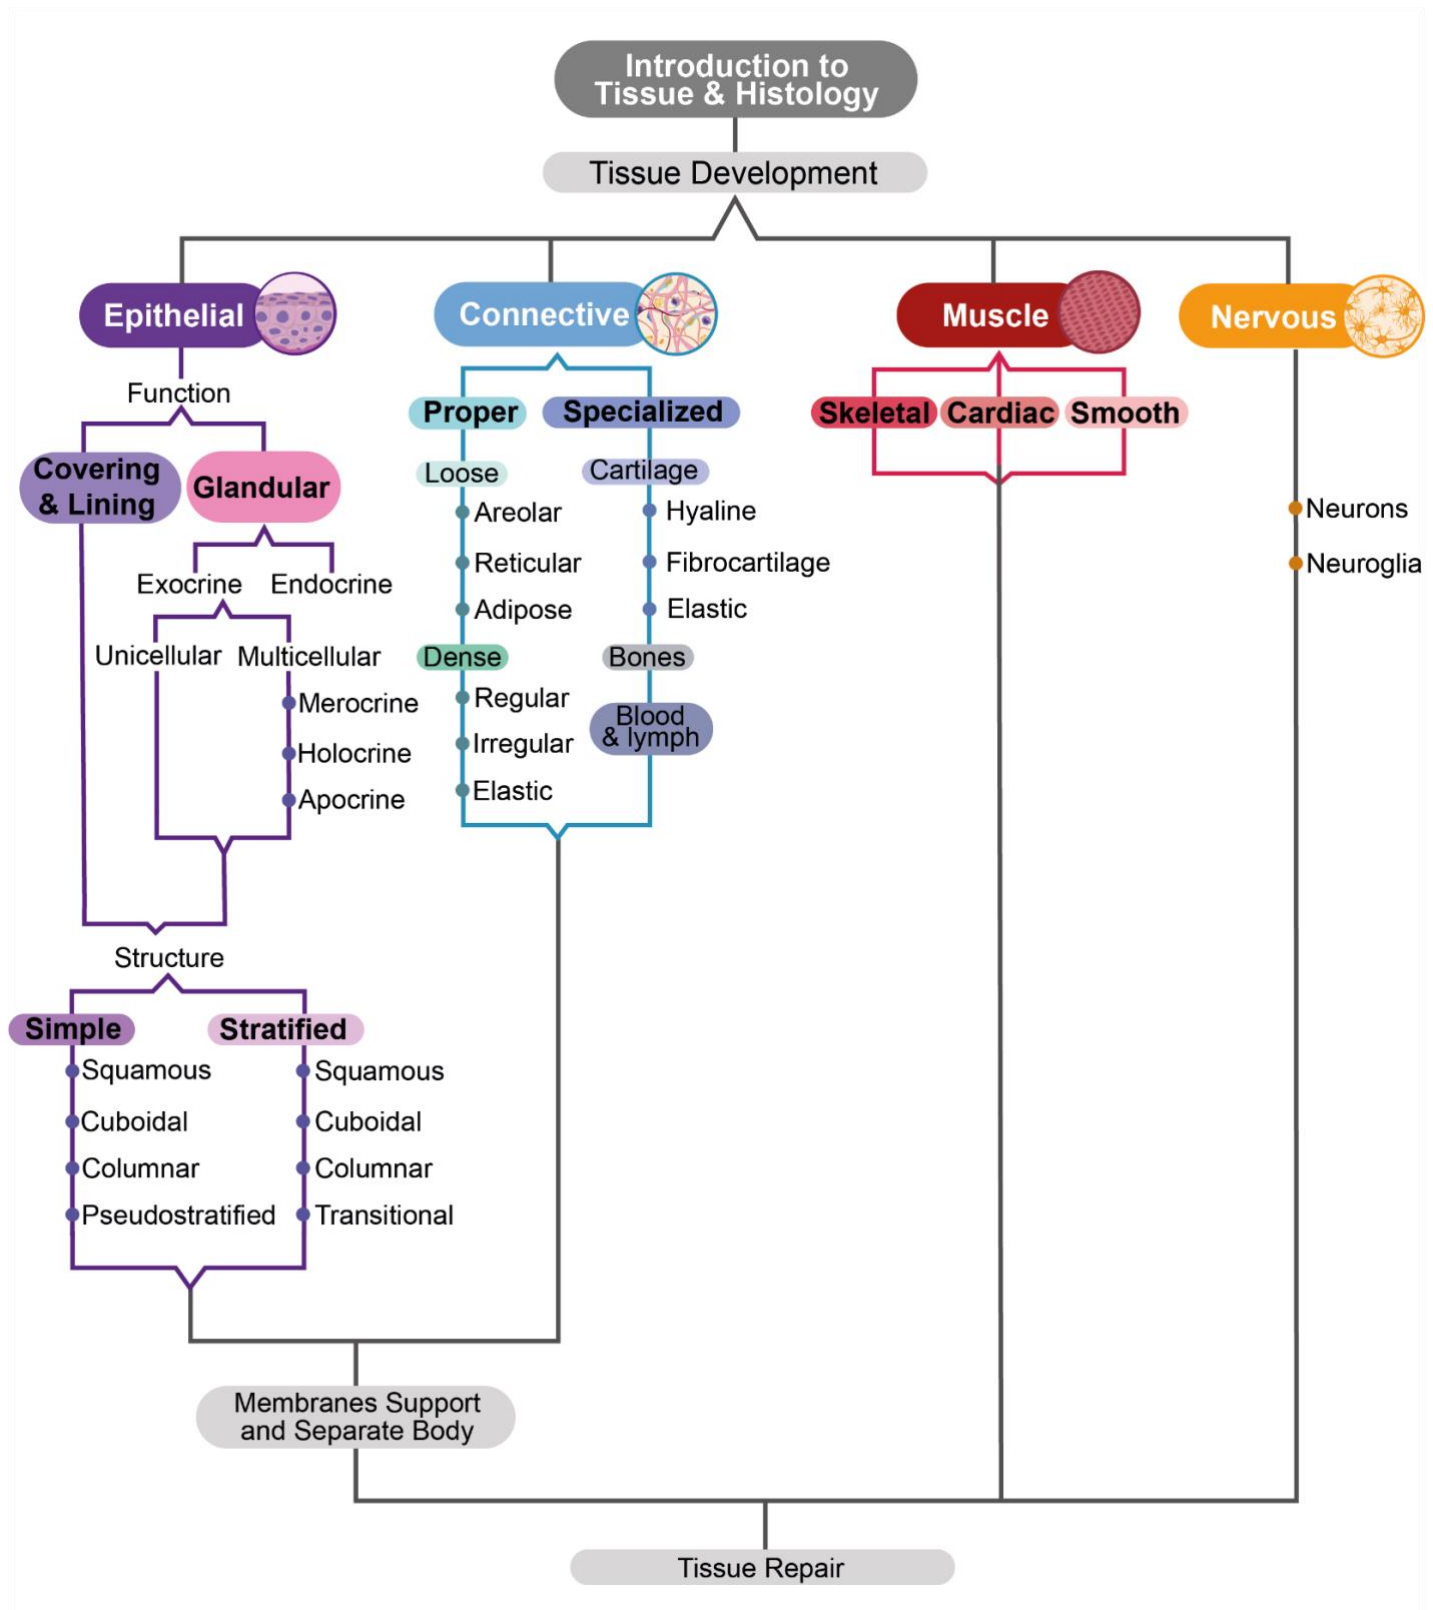 Introduction to
Tissue & Histology
Tissue Development
Epithelial
Connective
Muscle
Nervous
Function
Covering
& Lining
Glandular
Exocrine
Endocrine
Unicellular
Multicellular
Merocrine
Holocrine
Apocrine
Structure
Simple
Squamous
Cuboidal
Columnar
Pseudostratified
Stratified
Squamous
Cuboidal
Columnar
Transitional
Proper
Loose
Areolar
Reticular
Adipose
Dense
Regular
Irregular
Elastic
Specialized
Cartilage
Hyaline
Fibrocartilage
Elastic
Bones
Blood
& lymph
Skeletal
Cardiac
Smooth
Neurons
Neuroglia
Membranes Support
and Separate Body
Tissue Repair